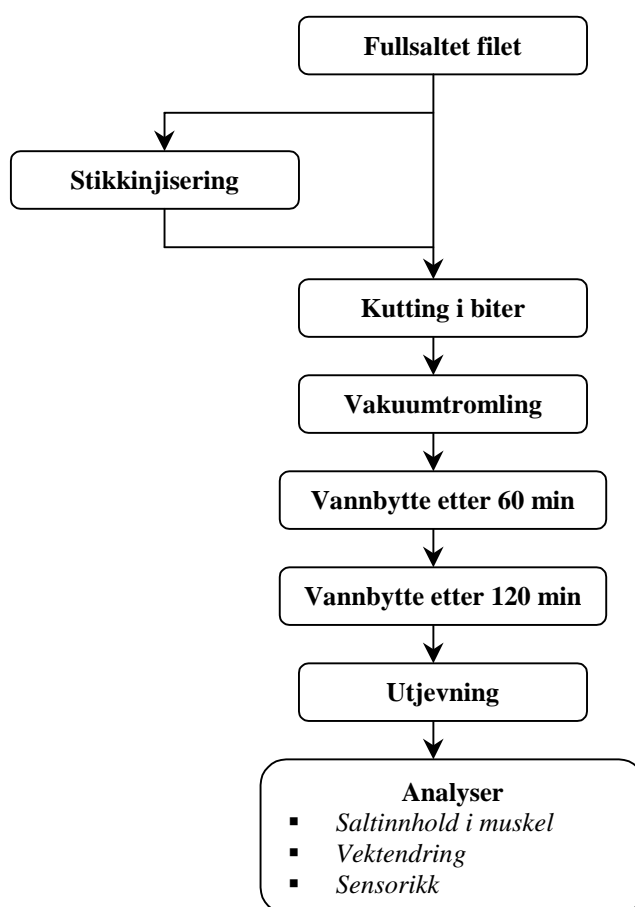 Fullsaltet filet
Stikkinjisering
Kutting i biter
Vakuumtromling
Vannbytte etter 60 min
Vannbytte etter 120 min
Utjevning
Analyser
▪ Saltinnhold i muskel
▪ Vektendring
▪ Sensorikk